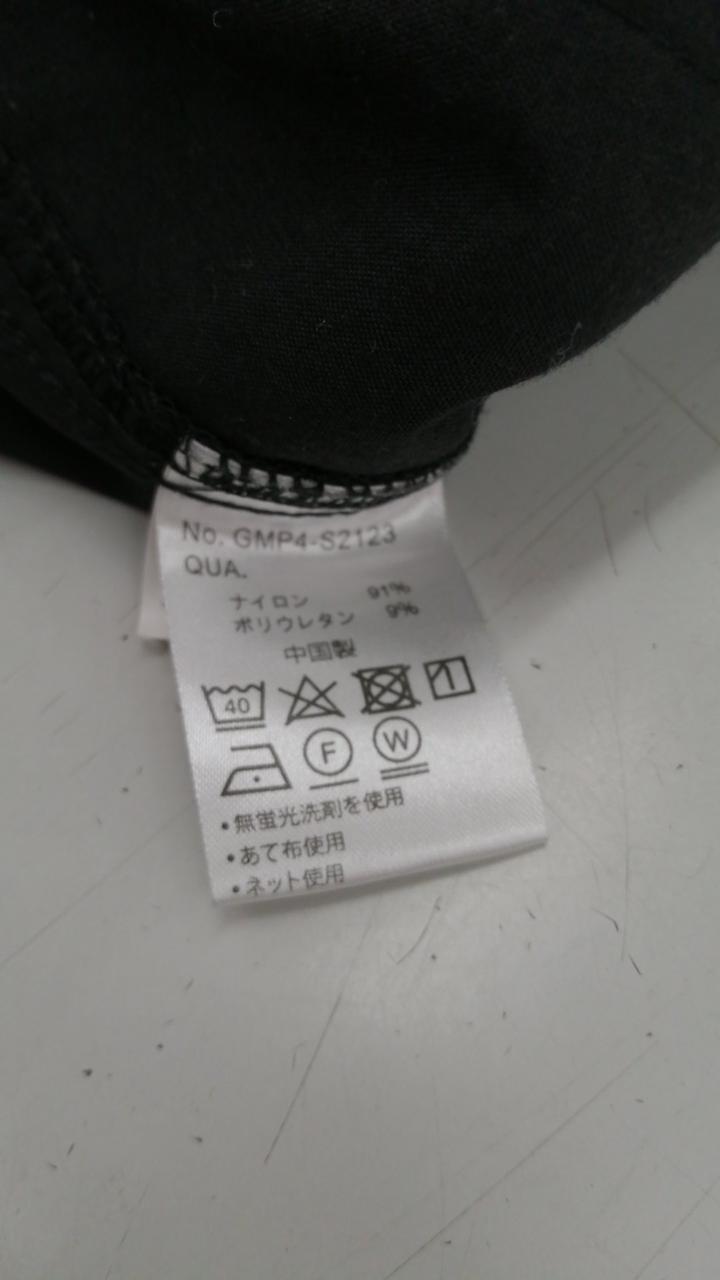 No. GMP4-S2123
QUA.
ナイロン 91%
ポリウレタン 9%
中国製
40
F W
・無蛍光洗剤を使用
・あて布使用
・ネット使用